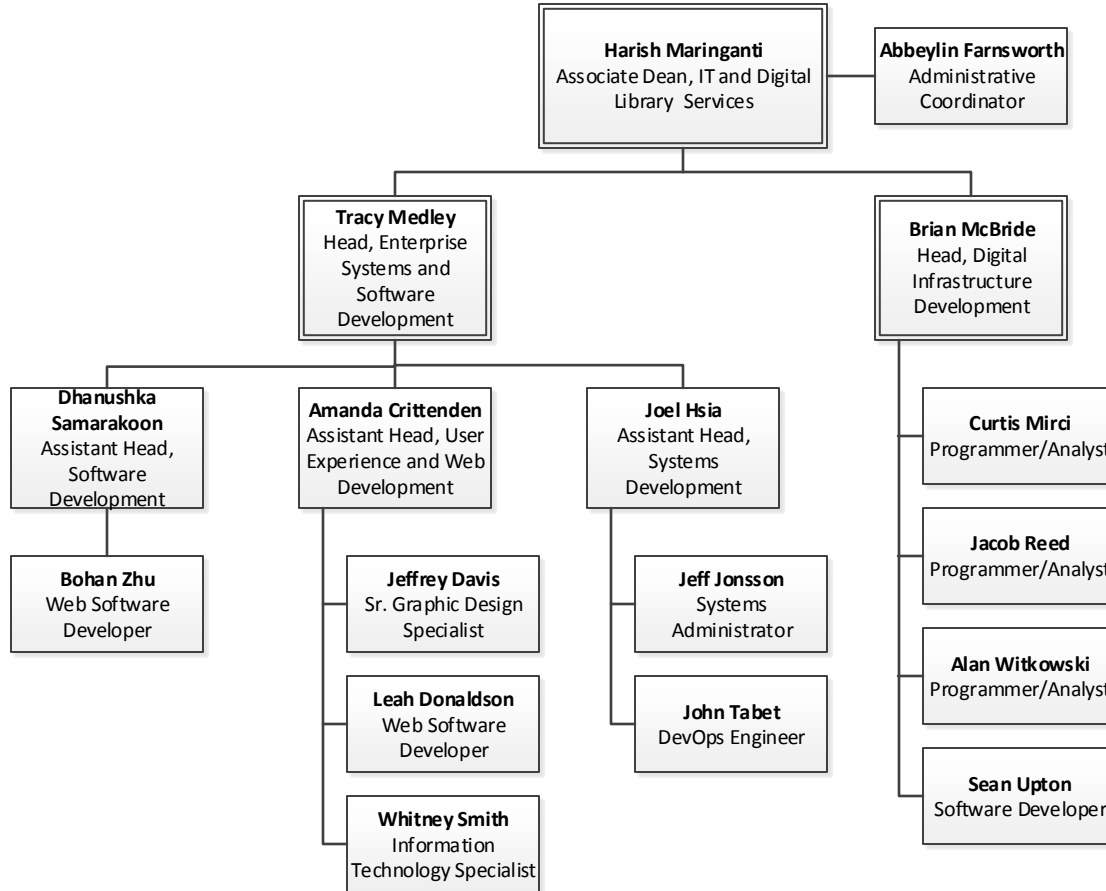 Harish Maringanti
Associate Dean, IT and Digital
Library Services
Abbeylin Farnsworth
Administrative
Coordinator
Tracy Medley
Head, Enterprise
Systems and
Software
Development
Brian McBride
Head, Digital
Infrastructure
Development
Dhanushka
Samarakoon
Assistant Head,
Software
Development
Amanda Crittenden
Assistant Head, User
Experience and Web
Development
Joel Hsia
Assistant Head,
Systems
Development
Curtis Mirci
Programmer/Analyst
Jacob Reed
Programmer/Analyst
Alan Witkowski
Programmer/Analyst
Sean Upton
Software Developer
Bohan Zhu
Web Software
Developer
Jeffrey Davis
Sr. Graphic Design
Specialist
Leah Donaldson
Web Software
Developer
Whitney Smith
Information
Technology Specialist
Jeff Jonsson
Systems
Administrator
John Tabet
DevOps Engineer